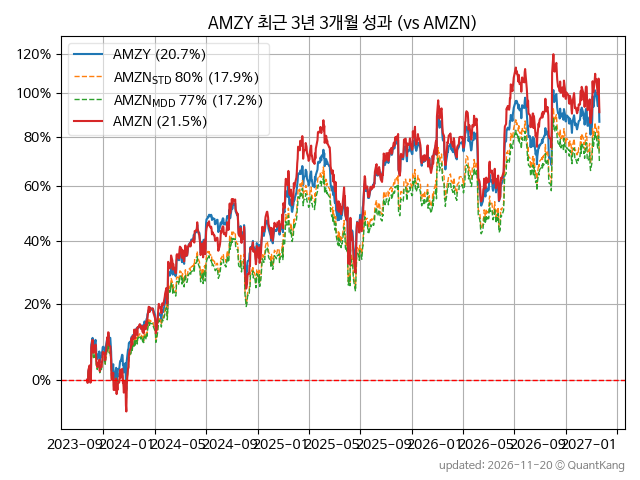 AMZY 최근 3년 3개월 성과 (vs AMZN)
AMZY (20.7%)
AMZN_STD 80% (17.9%)
AMZN_MDD 77% (17.2%)
AMZN (21.5%)
120%
100%
80%
60%
40%
20%
0%
2023-09 2024-01 2024-05 2024-09 2025-01 2025-05 2025-09 2026-01 2026-05 2026-09 2027-01
updated: 2026-11-20 © QuantKang